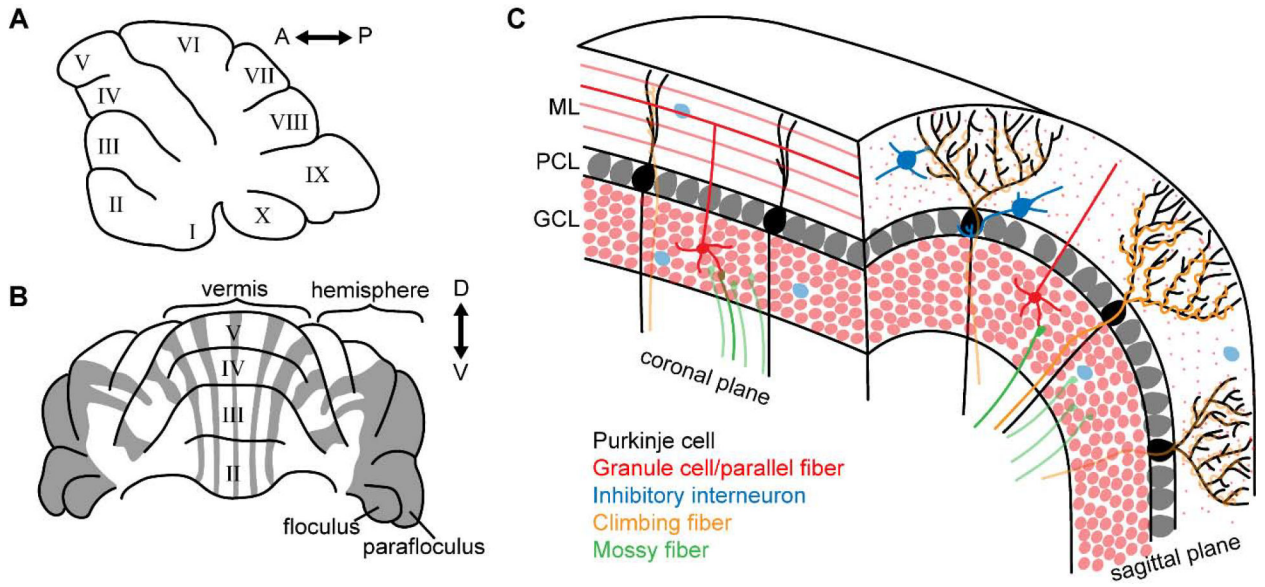 A
A P
V
VI
VII
IV
VIII
III
IX
II
I
X
B
vermis
hemisphere
D
V
V
IV
III
II
floculus
parafloculus
C
ML
PCL
GCL
coronal plane
sagittal plane
Purkinje cell
Granule cell/parallel fiber
Inhibitory interneuron
Climbing fiber
Mossy fiber